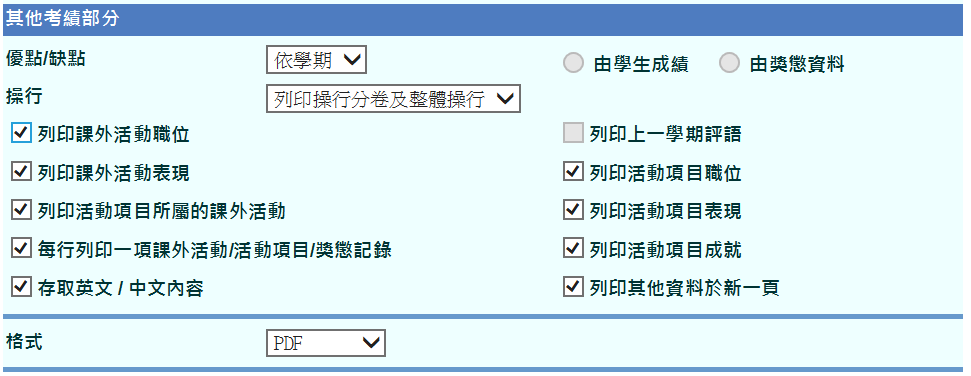 其他考績部分
優點/缺點 依學期 由學生成績 由獎懲資料
操行 列印操行分卷及整體操行
列印課外活動職位 列印上一學期評語
列印課外活動表現 列印活動項目職位
列印活動項目所屬的課外活動 列印活動項目表現
每行列印一項課外活動/活動項目/獎懲記錄 列印活動項目成就
存取英文 / 中文內容 列印其他資料於新一頁
格式 PDF